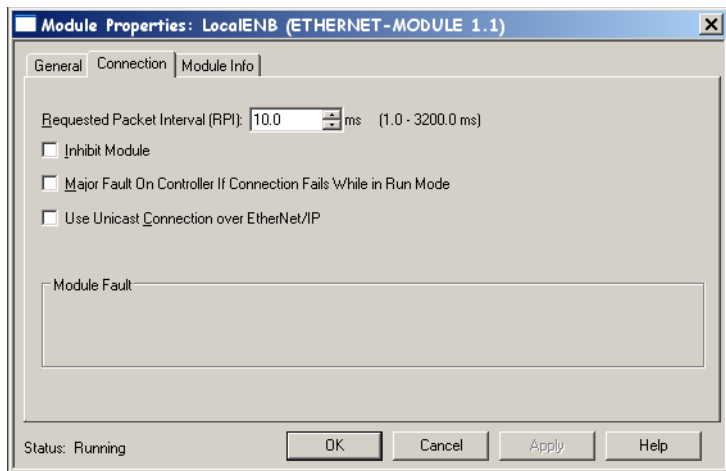 Module Properties: LocalENB (ETHERNET-MODULE 1.1)
General Connection Module Info
Requested Packet Interval (RPI): 10.0 ms (1.0 - 3200.0 ms)
Inhibit Module
Major Fault On Controller If Connection Fails While in Run Mode
Use Unicast Connection over EtherNet/IP
Module Fault
Status: Running OK Cancel Apply Help